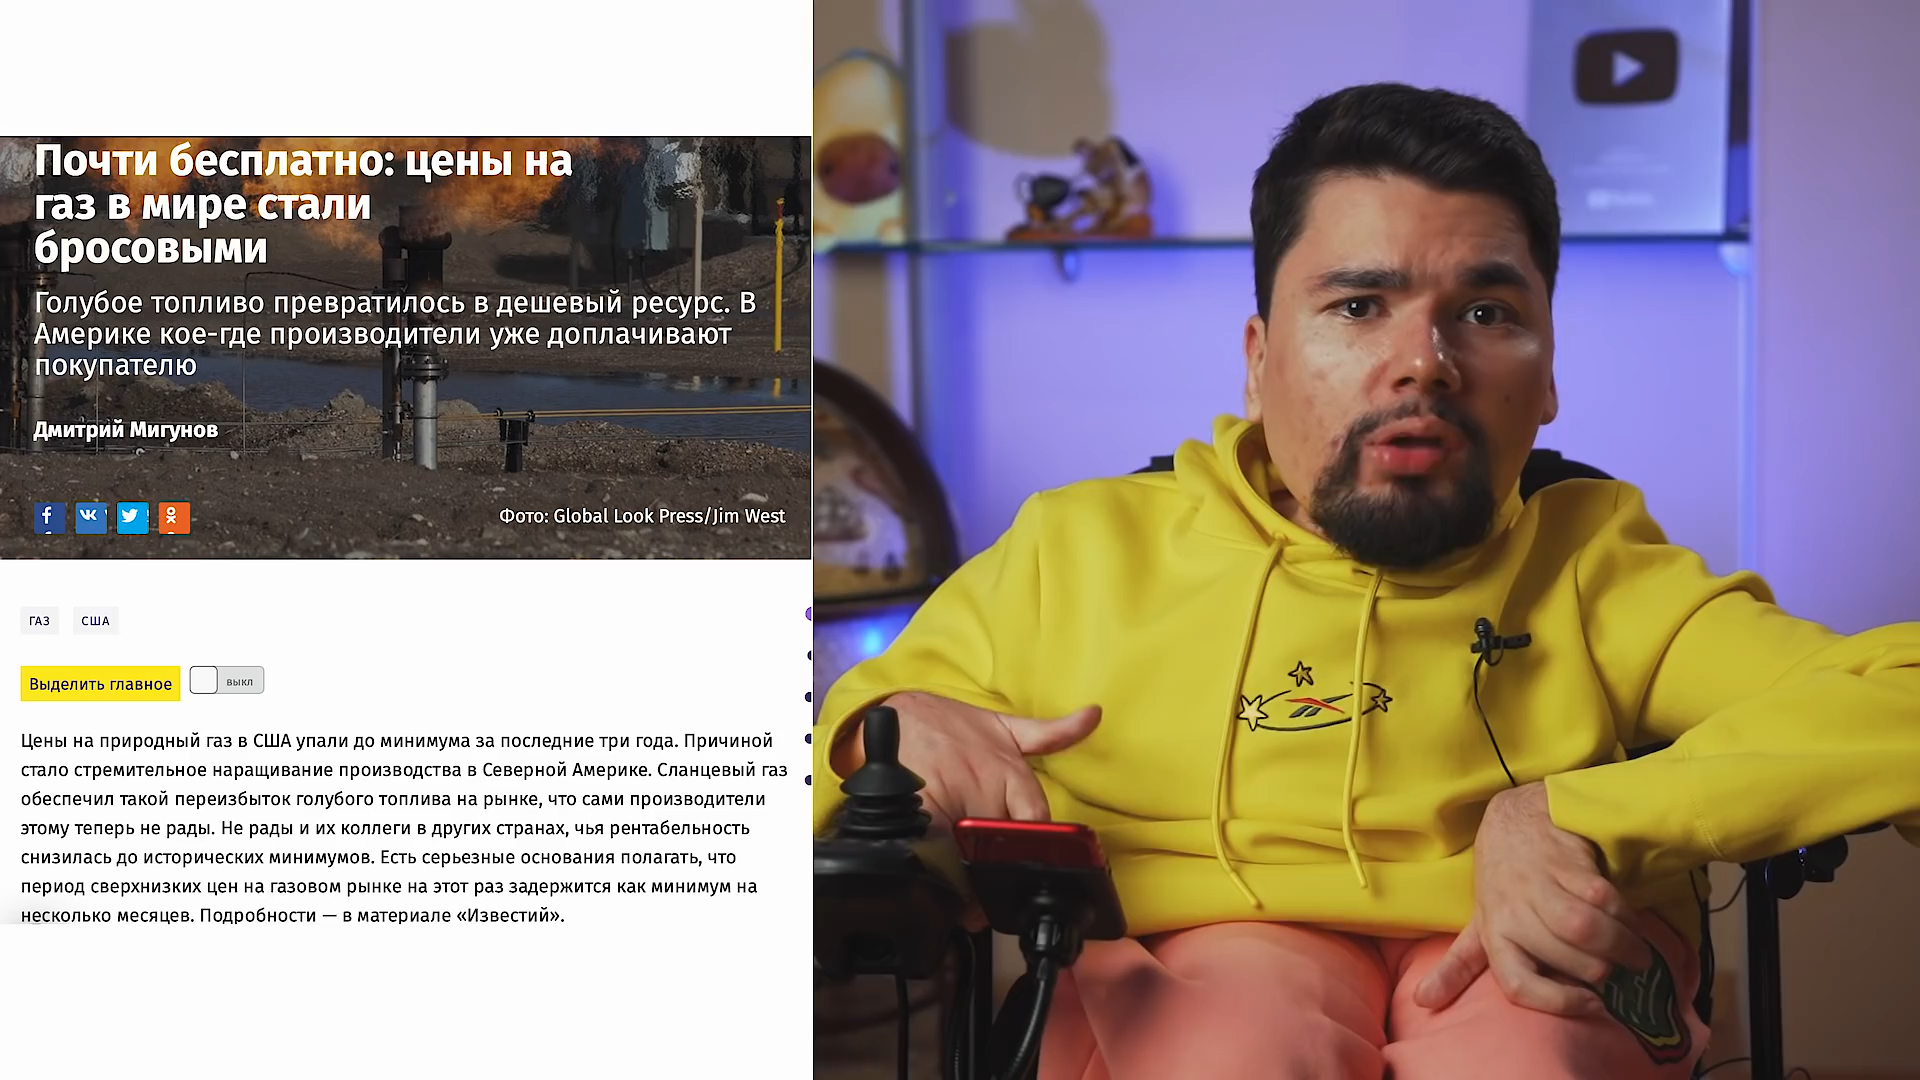 Почти бесплатно: цены на
газ в мире стали
бросовыми
Голубое топливо превратилось в дешевый ресурс. В
Америке кое-где производители уже доплачивают
покупателю
Дмитрий Мигунов
Фото: Global Look Press/Jim West
ГАЗ
США
Выделить главное
ВЫКЛ
Цены на природный газ в США упали до минимума за последние три года. Причиной
стало стремительное наращивание производства в Северной Америке. Сланцевый газ
обеспечил такой переизбыток голубого топлива на рынке, что сами производители
этому теперь не рады. Не рады и их коллеги в других странах, чья рентабельность
снизилась до исторических минимумов. Есть серьезные основания полагать, что
период сверхнизких цен на газовом рынке на этот раз задержится как минимум на
несколько месяцев. Подробности — в материале «Известий».